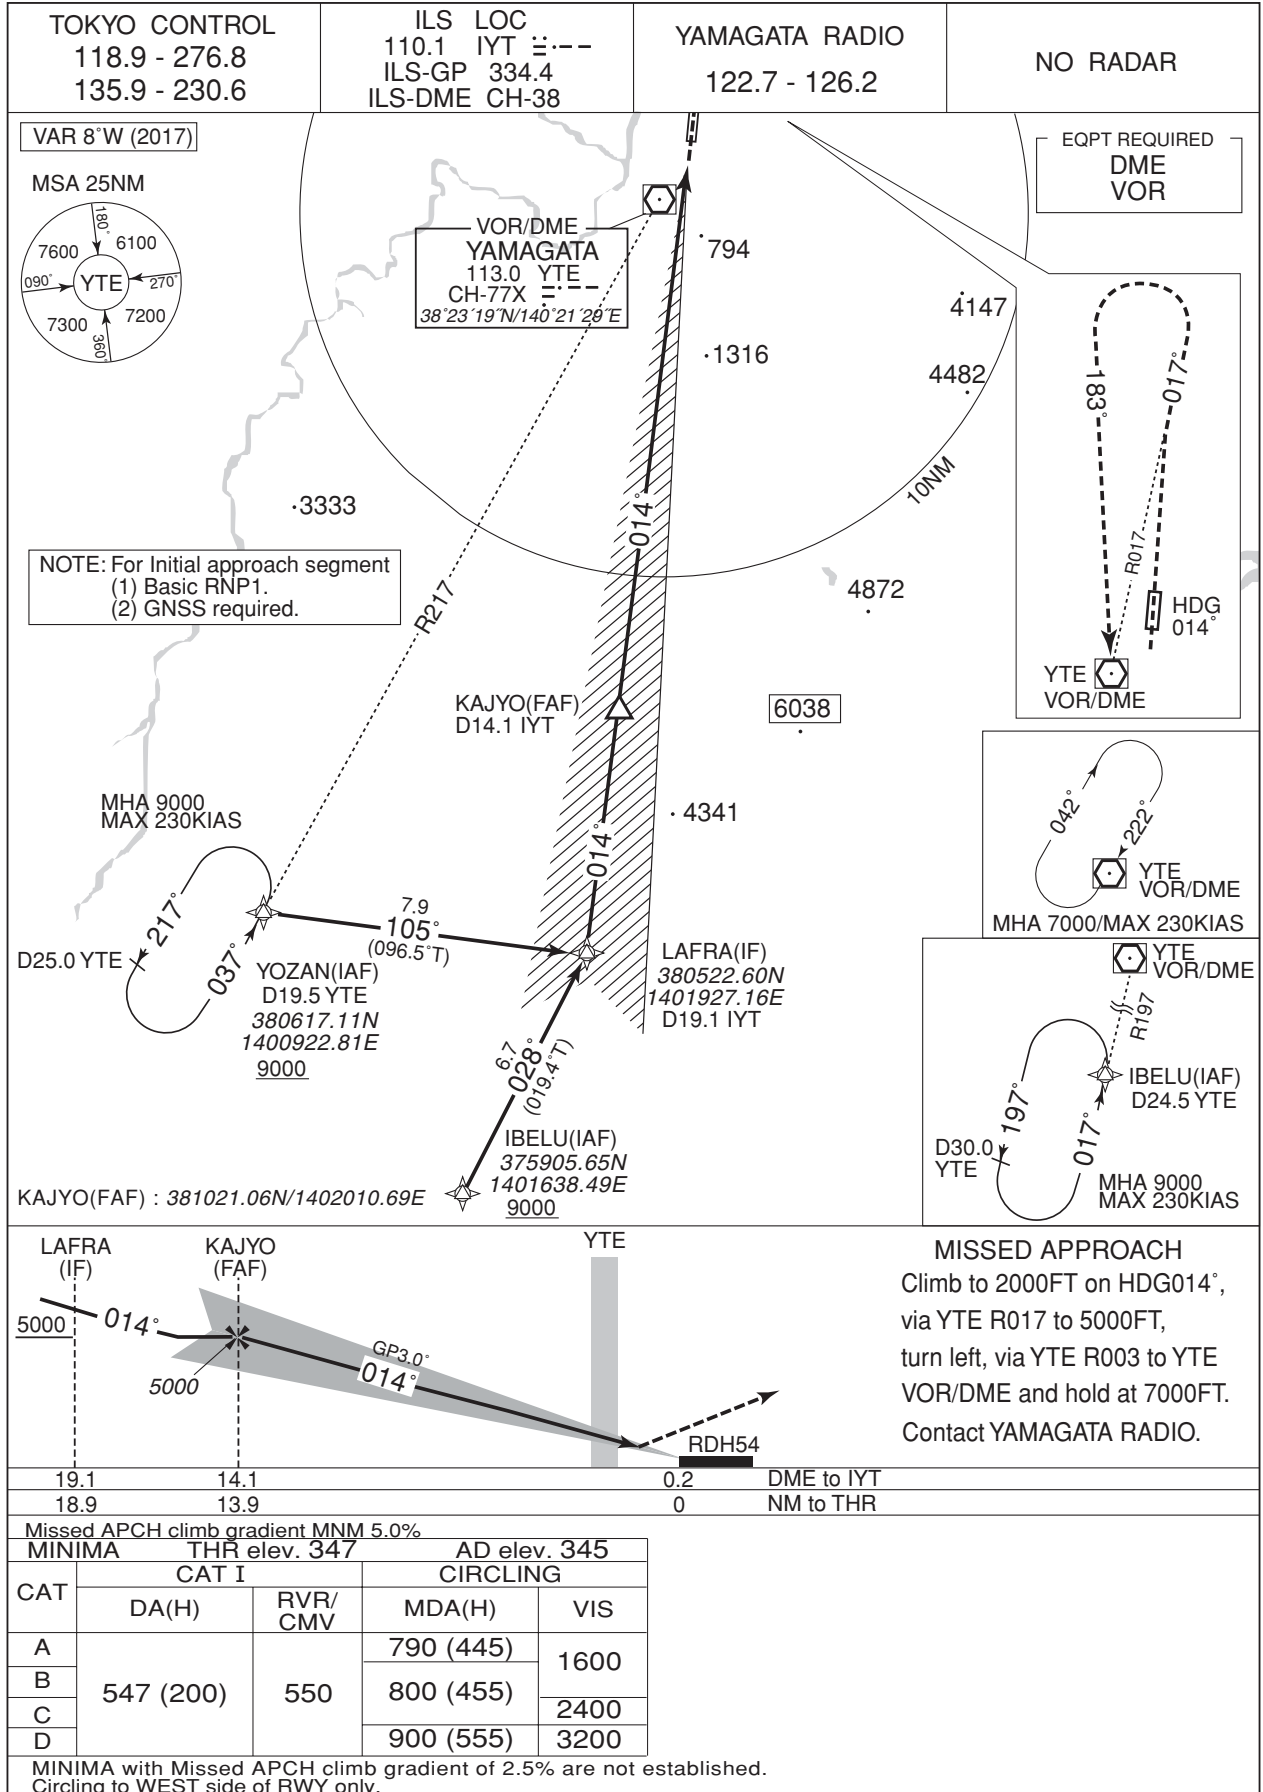 TOKYO CONTROL
118.9 - 276.8
135.9 - 230.6
ILS LOC
110.1 IYT
ILS-GP 334.4
ILS-DME CH-38
YAMAGATA RADIO
122.7 - 126.2
NO RADAR
VAR 8°W (2017)
MSA 25NM
180°
7600
6100
090°
YTE
270°
7300
7200
360°
EQPT REQUIRED
DME
VOR
VOR/DME
YAMAGATA
113.0 YTE
CH-77X
38°23´19˝N/140°21´29˝E
794
4147
1316
4482
10NM
3333
014°
4872
NOTE: For Initial approach segment
(1) Basic RNP1.
(2) GNSS required.
R217
183°
017°
R017
HDG
014°
YTE
VOR/DME
KAJYO(FAF)
D14.1 IYT
6038
4341
014°
042°
222°
YTE
VOR/DME
MHA 7000/MAX 230KIAS
MHA 9000
MAX 230KIAS
217°
037°
D25.0 YTE
YOZAN(IAF)
D19.5 YTE
380617.11N
1400922.81E
9000
7.9
105°
(096.5°T)
LAFRA(IF)
380522.60N
1401927.16E
D19.1 IYT
6.7
028°
(019.4°T)
IBELU(IAF)
375905.65N
1401638.49E
9000
YTE
VOR/DME
R197
IBELU(IAF)
D24.5 YTE
197°
017°
D30.0
YTE
MHA 9000
MAX 230KIAS
KAJYO(FAF) : 381021.06N/1402010.69E
LAFRA
(IF)
KAJYO
(FAF)
YTE
5000
014°
5000
GP3.0°
014°
RDH54
19.1 14.1 0.2 DME to IYT
18.9 13.9 0 NM to THR
MISSED APPROACH
Climb to 2000FT on HDG014°,
via YTE R017 to 5000FT,
turn left, via YTE R003 to YTE
VOR/DME and hold at 7000FT.
Contact YAMAGATA RADIO.
Missed APCH climb gradient MNM 5.0%
MINIMA THR elev. 347 AD elev. 345
CAT CAT I CIRCLING
DA(H) RVR/CMV MDA(H) VIS
A 547 (200) 550 790 (445) 1600
B 800 (455)
C 2400
D 900 (555) 3200
MINIMA with Missed APCH climb gradient of 2.5% are not established.
Circling to WEST side of RWY only.